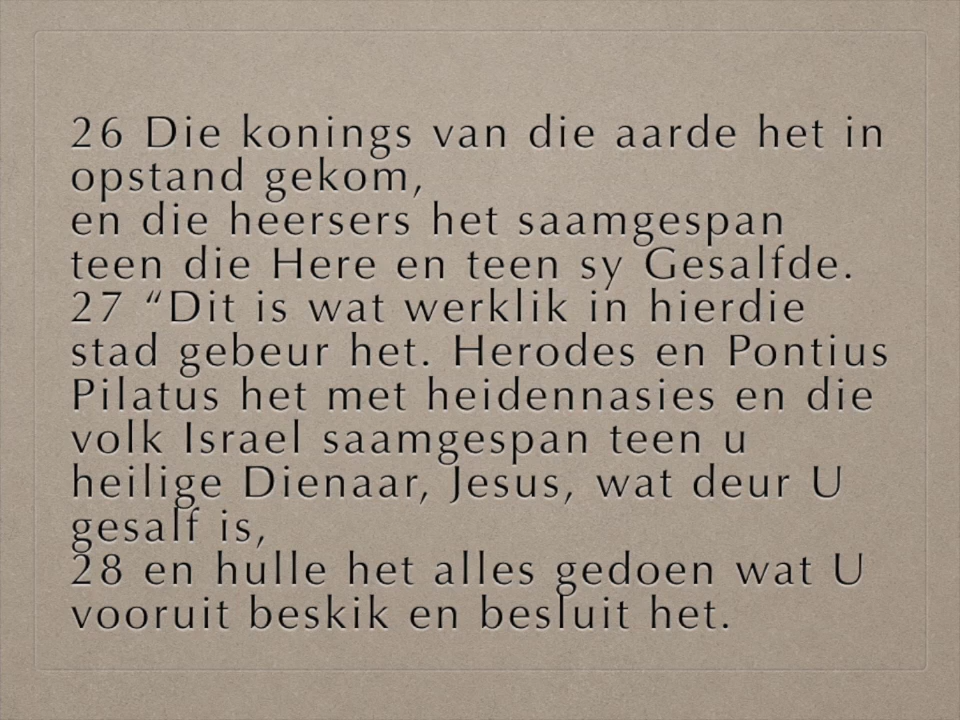 26 Die konings van die aarde het in
opstand gekom,
en die heersers het saamgespan
teen die Here en teen sy Gesalfde.
27 “Dit is wat werklik in hierdie
stad gebeur het. Herodes en Pontius
Pilatus het met heidennasies en die
volk Israel saamgespan teen u
heilige Dienaar, Jesus, wat deur U
gesalf is,
28 en hulle het alles gedoen wat U
vooruit beskik en besluit het.